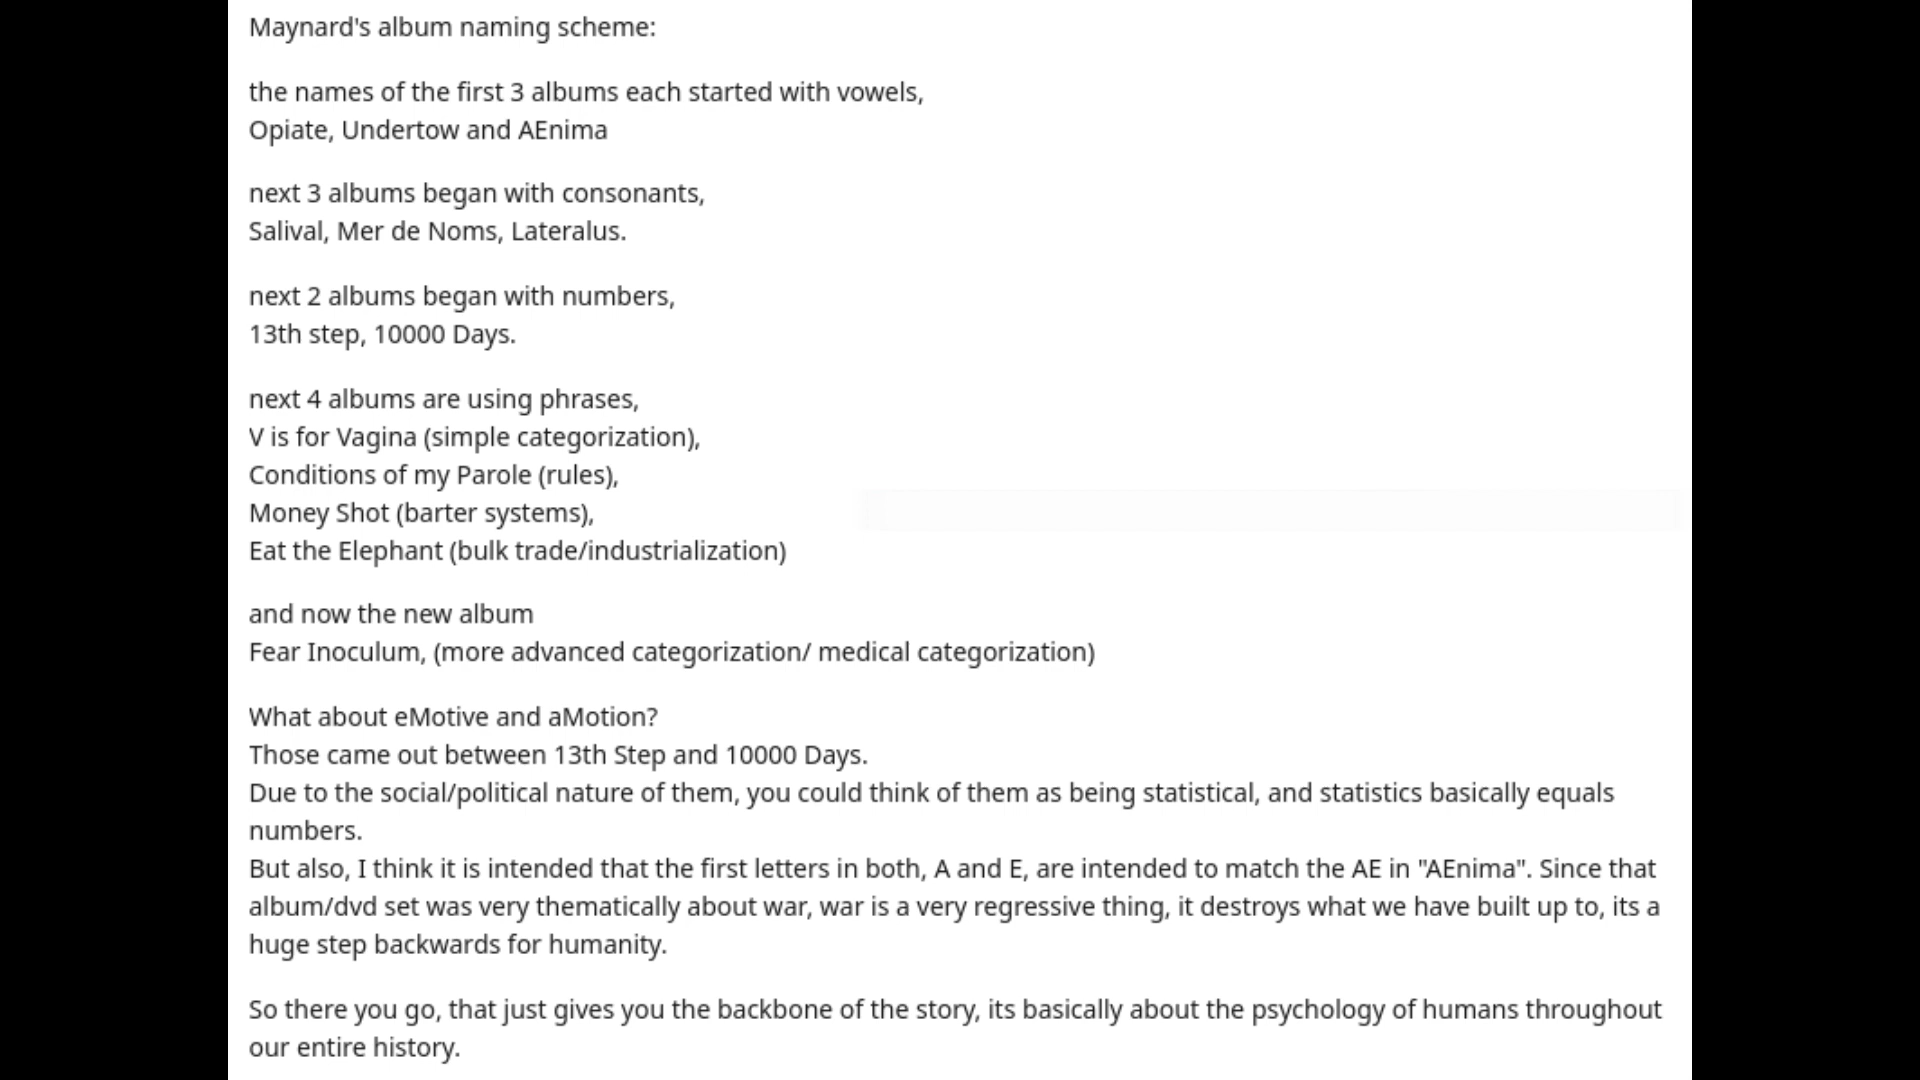 Maynard's album naming scheme:
the names of the first 3 albums each started with vowels,
Opiate, Undertow and AEnima
next 3 albums began with consonants,
Salival, Mer de Noms, Lateralus.
next 2 albums began with numbers,
13th step, 10000 Days.
next 4 albums are using phrases,
V is for Vagina (simple categorization),
Conditions of my Parole (rules),
Money Shot (barter systems),
Eat the Elephant (bulk trade/industrialization)
and now the new album
Fear Inoculum, (more advanced categorization/ medical categorization)
What about eMotive and aMotion?
Those came out between 13th Step and 10000 Days.
Due to the social/political nature of them, you could think of them as being statistical, and statistics basically equals
numbers.
But also, I think it is intended that the first letters in both, A and E, are intended to match the AE in "AEnima". Since that
album/dvd set was very thematically about war, war is a very regressive thing, it destroys what we have built up to, its a
huge step backwards for humanity.
So there you go, that just gives you the backbone of the story, its basically about the psychology of humans throughout
our entire history.